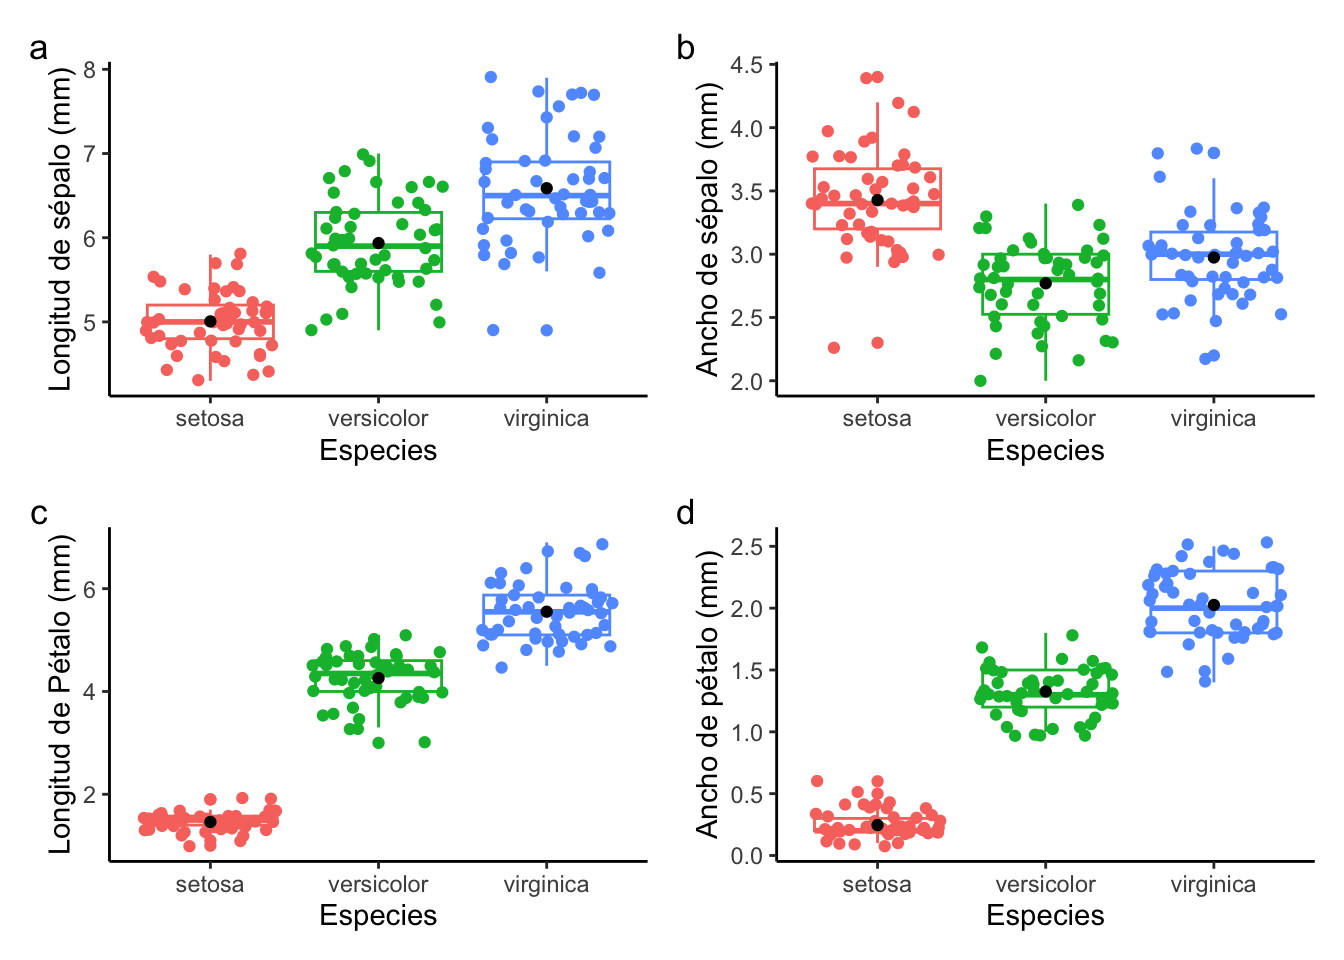 a
Longitud de sépalo (mm)
8
7
6
5
setosa versicolor virginica
Especies
b
Ancho de sépalo (mm)
4.5
4.0
3.5
3.0
2.5
2.0
setosa versicolor virginica
Especies
c
Longitud de Pétalo (mm)
6
4
2
setosa versicolor virginica
Especies
d
Ancho de pétalo (mm)
2.5
2.0
1.5
1.0
0.5
0.0
setosa versicolor virginica
Especies